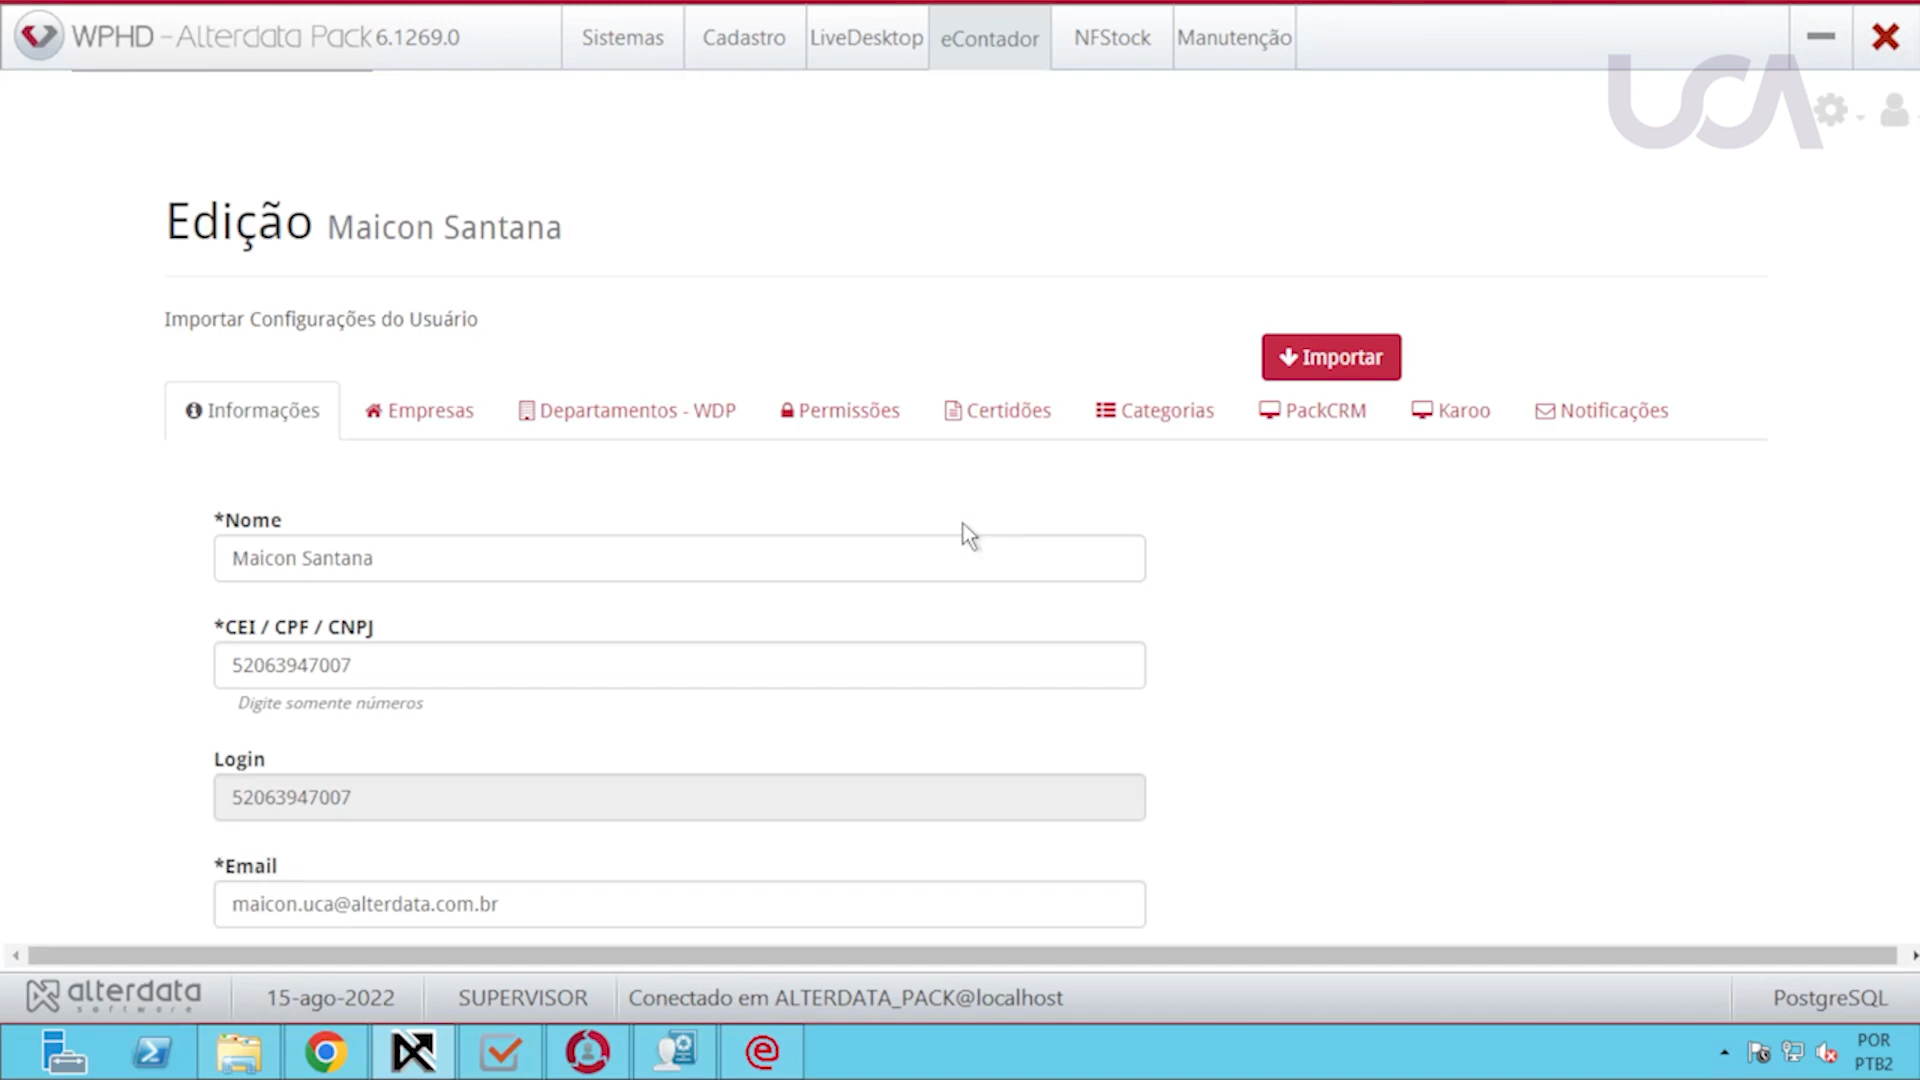 WPHD - Alterdata Pack 6.1269.0
Sistemas
Cadastro
LiveDesktop
eContador
NFStock
Manutenção
UCA
Edição Maicon Santana
Importar Configurações do Usuário
Importar
Informações
Empresas
Departamentos - WDP
Permissões
Certidões
Categorias
PackCRM
Karoo
Notificações
*Nome
Maicon Santana
*CEI / CPF / CNPJ
52063947007
Digite somente números
Login
52063947007
*Email
maicon.uca@alterdata.com.br
alterdata
software
15-ago-2022
SUPERVISOR
Conectado em ALTERDATA_PACK@localhost
PostgreSQL
POR
PTB2